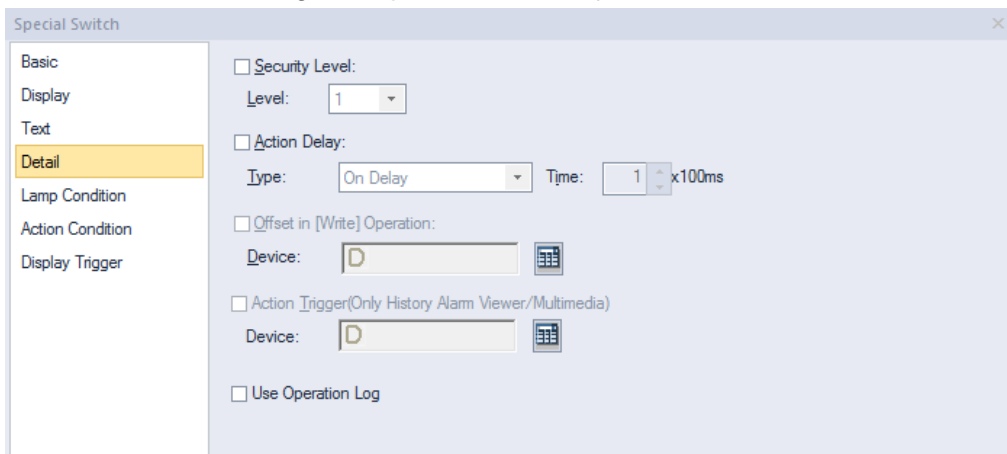 Special Switch
Basic
Display
Text
Detail
Lamp Condition
Action Condition
Display Trigger
Security Level:
Level: 1
Action Delay:
Type: On Delay Time: 1 x100ms
Offset in [Write] Operation:
Device: D
Action Trigger(Only History Alarm Viewer/Multimedia)
Device: D
Use Operation Log